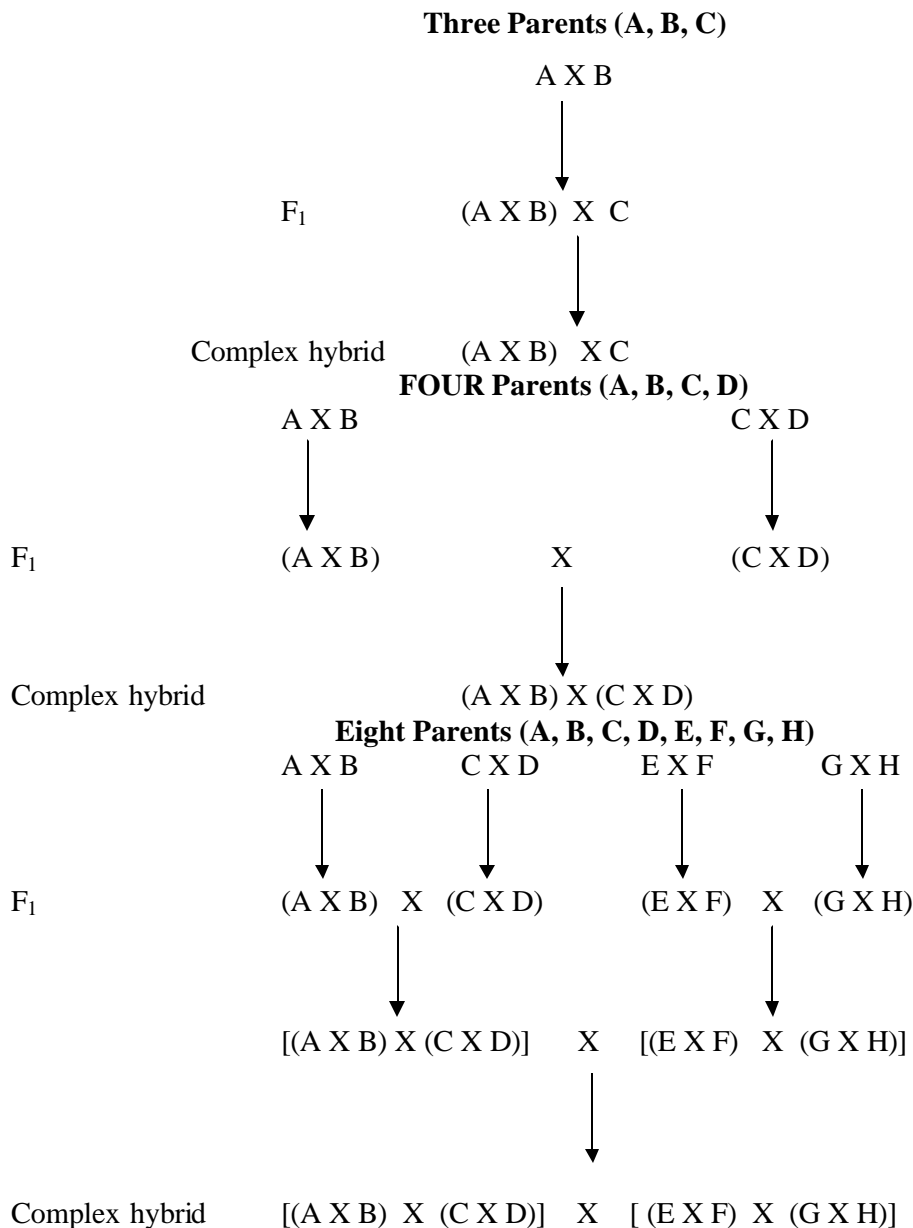 Three Parents (A, B, C)
A X B
F₁ (A X B) X C
Complex hybrid (A X B) X C
FOUR Parents (A, B, C, D)
A X B C X D
F₁ (A X B) X (C X D)
Complex hybrid (A X B) X (C X D)
Eight Parents (A, B, C, D, E, F, G, H)
A X B C X D E X F G X H
F₁ (A X B) X (C X D) (E X F) X (G X H)
[(A X B) X (C X D)] X [(E X F) X (G X H)]
Complex hybrid [(A X B) X (C X D)] X [ (E X F) X (G X H)]